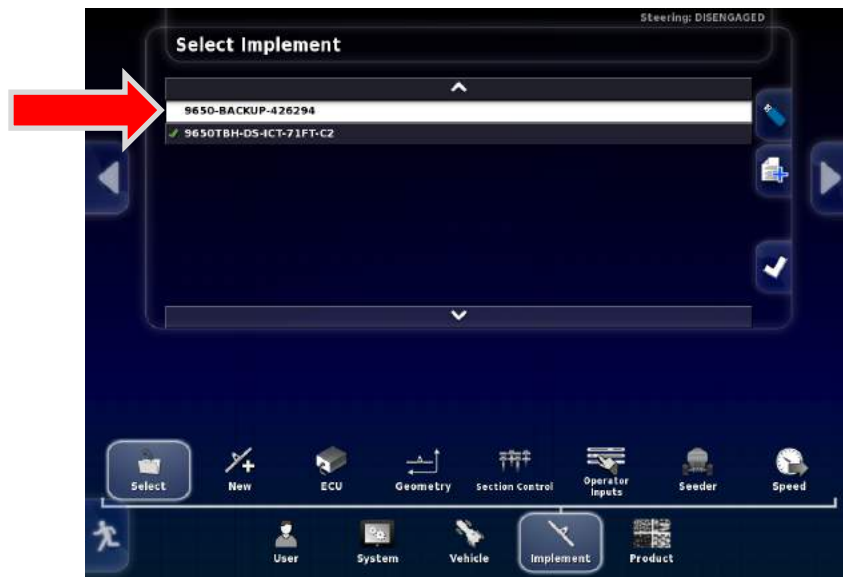 Steering: DISENGAGED
Select Implement
9650-BACKUP-426294
9650TBH-DS-ICT-71FT-C2
Select
New
ECU
Geometry
Section Control
Operator
Inputs
Seeder
Speed
User
System
Vehicle
Implement
Product